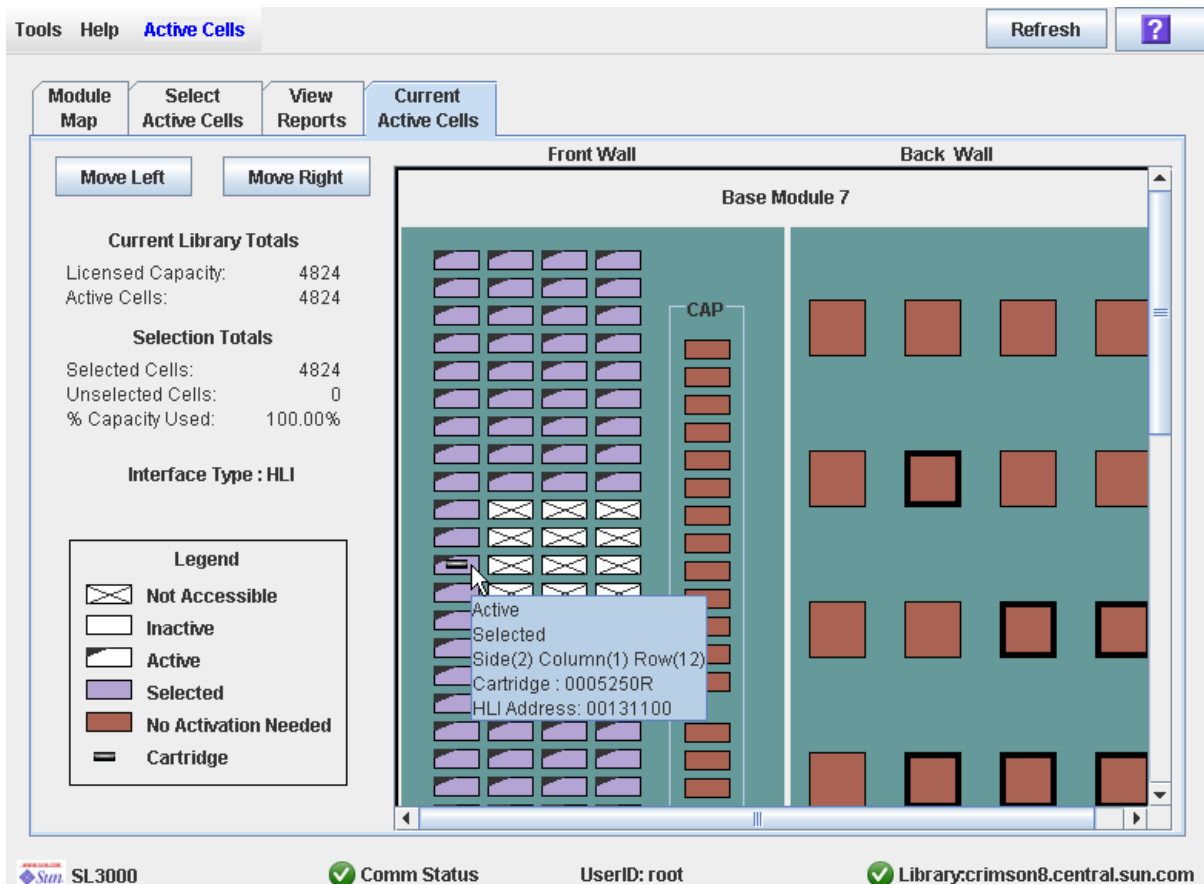 Tools Help Active Cells
Refresh
?
Module Map
Select Active Cells
View Reports
Current Active Cells
Move Left
Move Right
Front Wall
Back Wall
Base Module 7
Current Library Totals
Licensed Capacity: 4824
Active Cells: 4824
Selection Totals
Selected Cells: 4824
Unselected Cells: 0
% Capacity Used: 100.00%
Interface Type : HLI
Legend
Not Accessible
Inactive
Active
Selected
No Activation Needed
Cartridge
CAP
Active
Selected
Side(2) Column(1) Row(12)
Cartridge : 0005250R
HLI Address: 00131100
Sun SL3000
Comm Status
UserID: root
Library:crimson8.central.sun.com